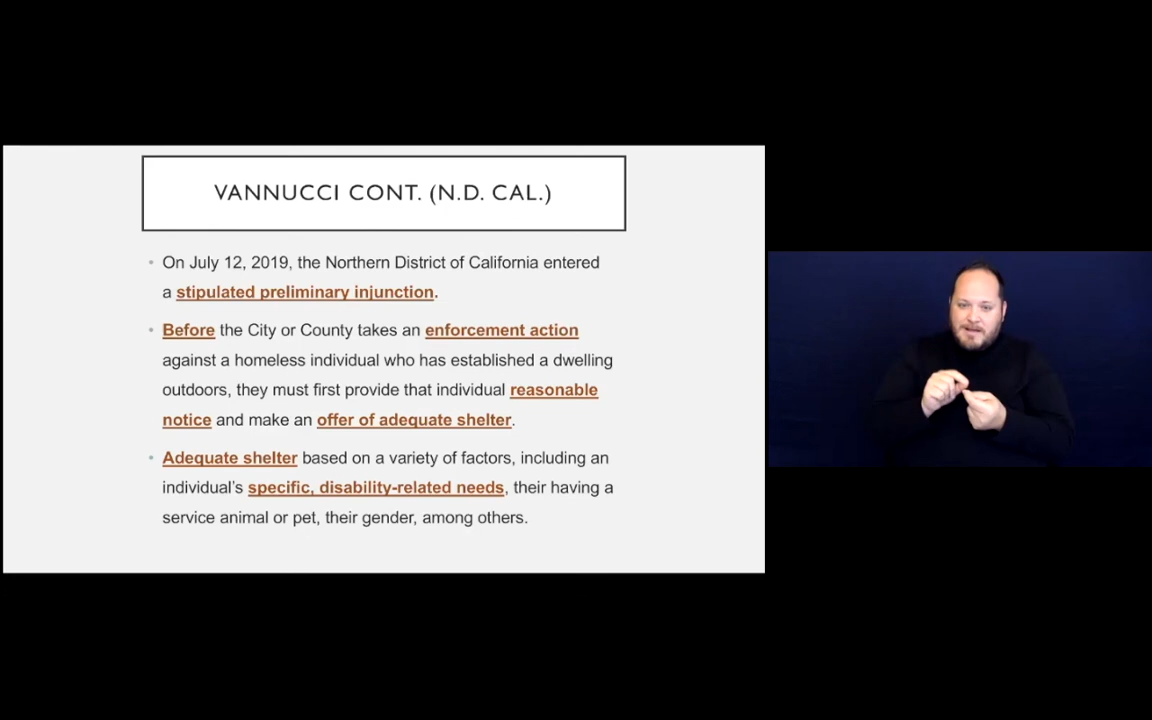 VANNUCCI CONT. (N.D. CAL.)
• On July 12, 2019, the Northern District of California entered
a stipulated preliminary injunction.
• Before the City or County takes an enforcement action
against a homeless individual who has established a dwelling
outdoors, they must first provide that individual reasonable
notice and make an offer of adequate shelter.
• Adequate shelter based on a variety of factors, including an
individual's specific, disability-related needs, their having a
service animal or pet, their gender, among others.